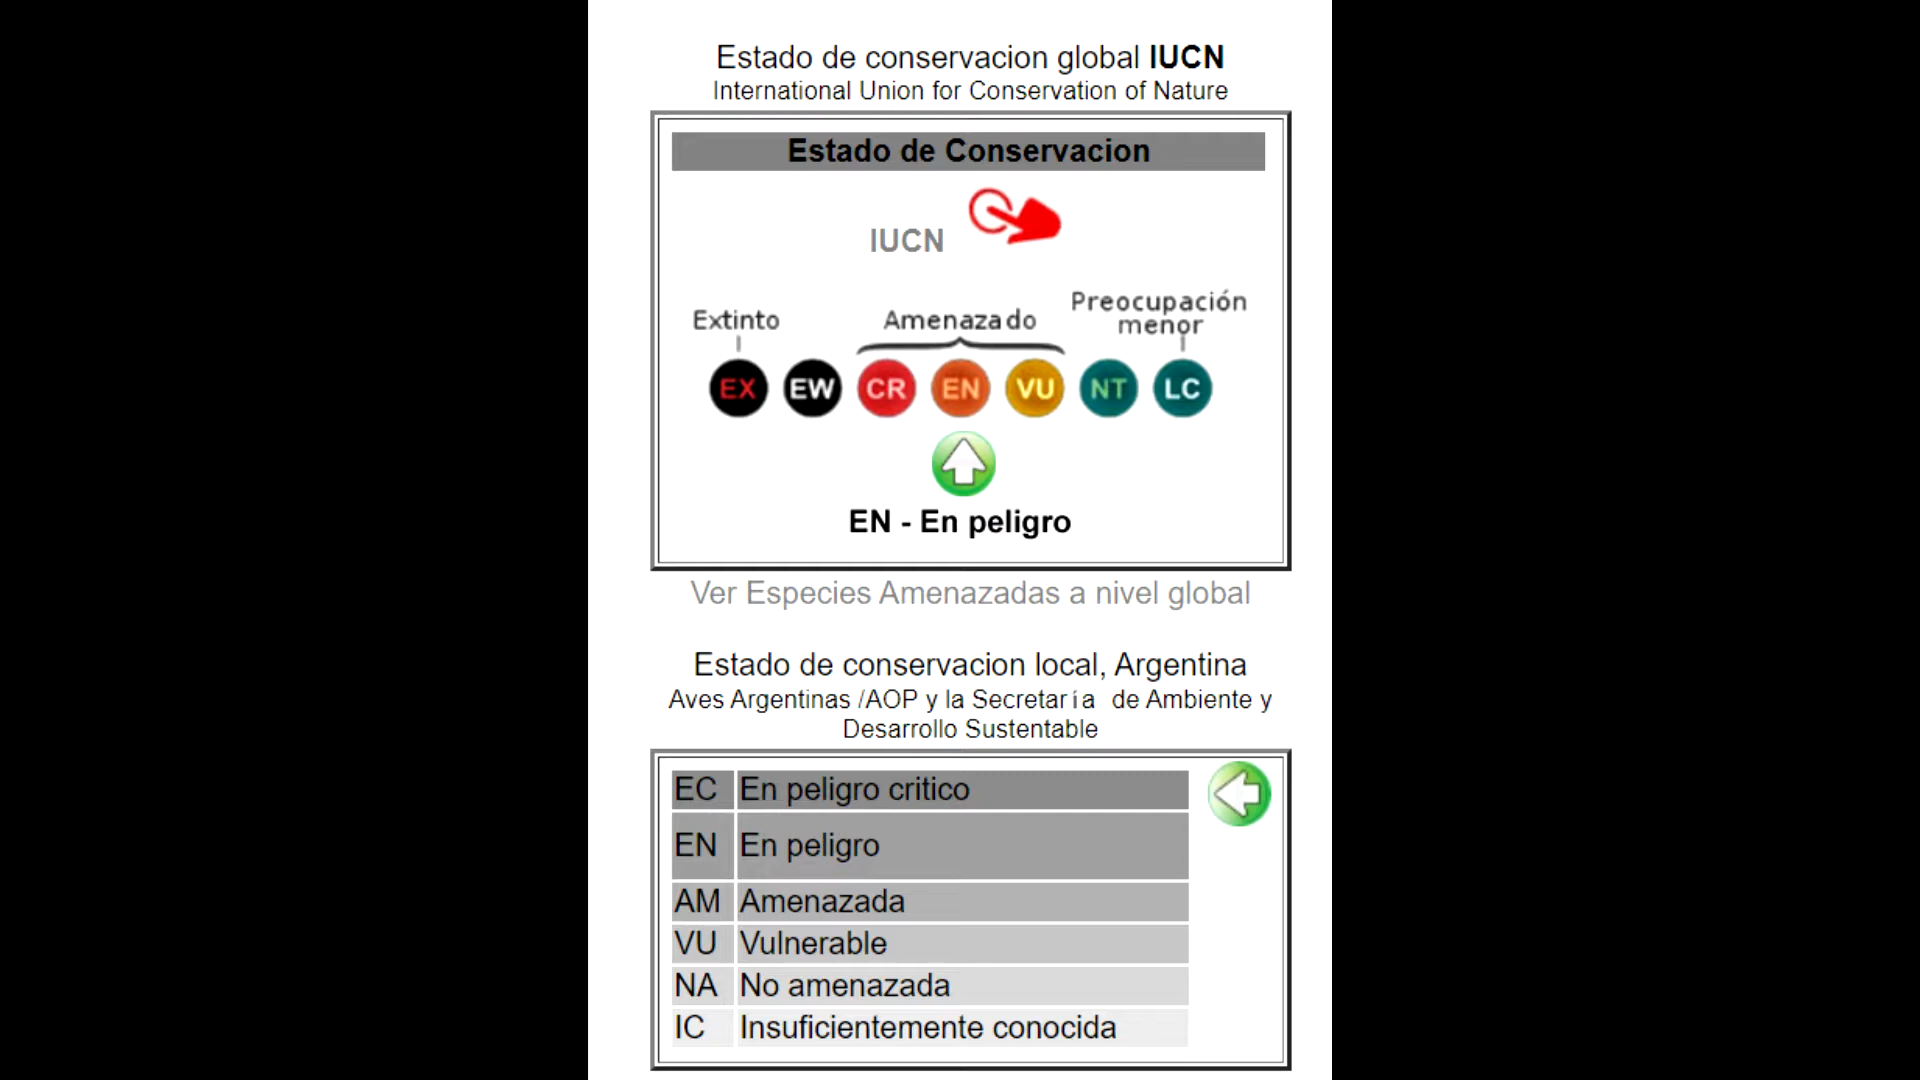 Estado de conservacion global IUCN
International Union for Conservation of Nature
Estado de Conservacion
IUCN
Extinto
Amenazado
Preocupación
menor
EX EW CR EN VU NT LC
EN - En peligro
Ver Especies Amenazadas a nivel global
Estado de conservacion local, Argentina
Aves Argentinas /AOP y la Secretaría de Ambiente y
Desarrollo Sustentable
EC En peligro critico
EN En peligro
AM Amenazada
VU Vulnerable
NA No amenazada
IC Insuficientemente conocida